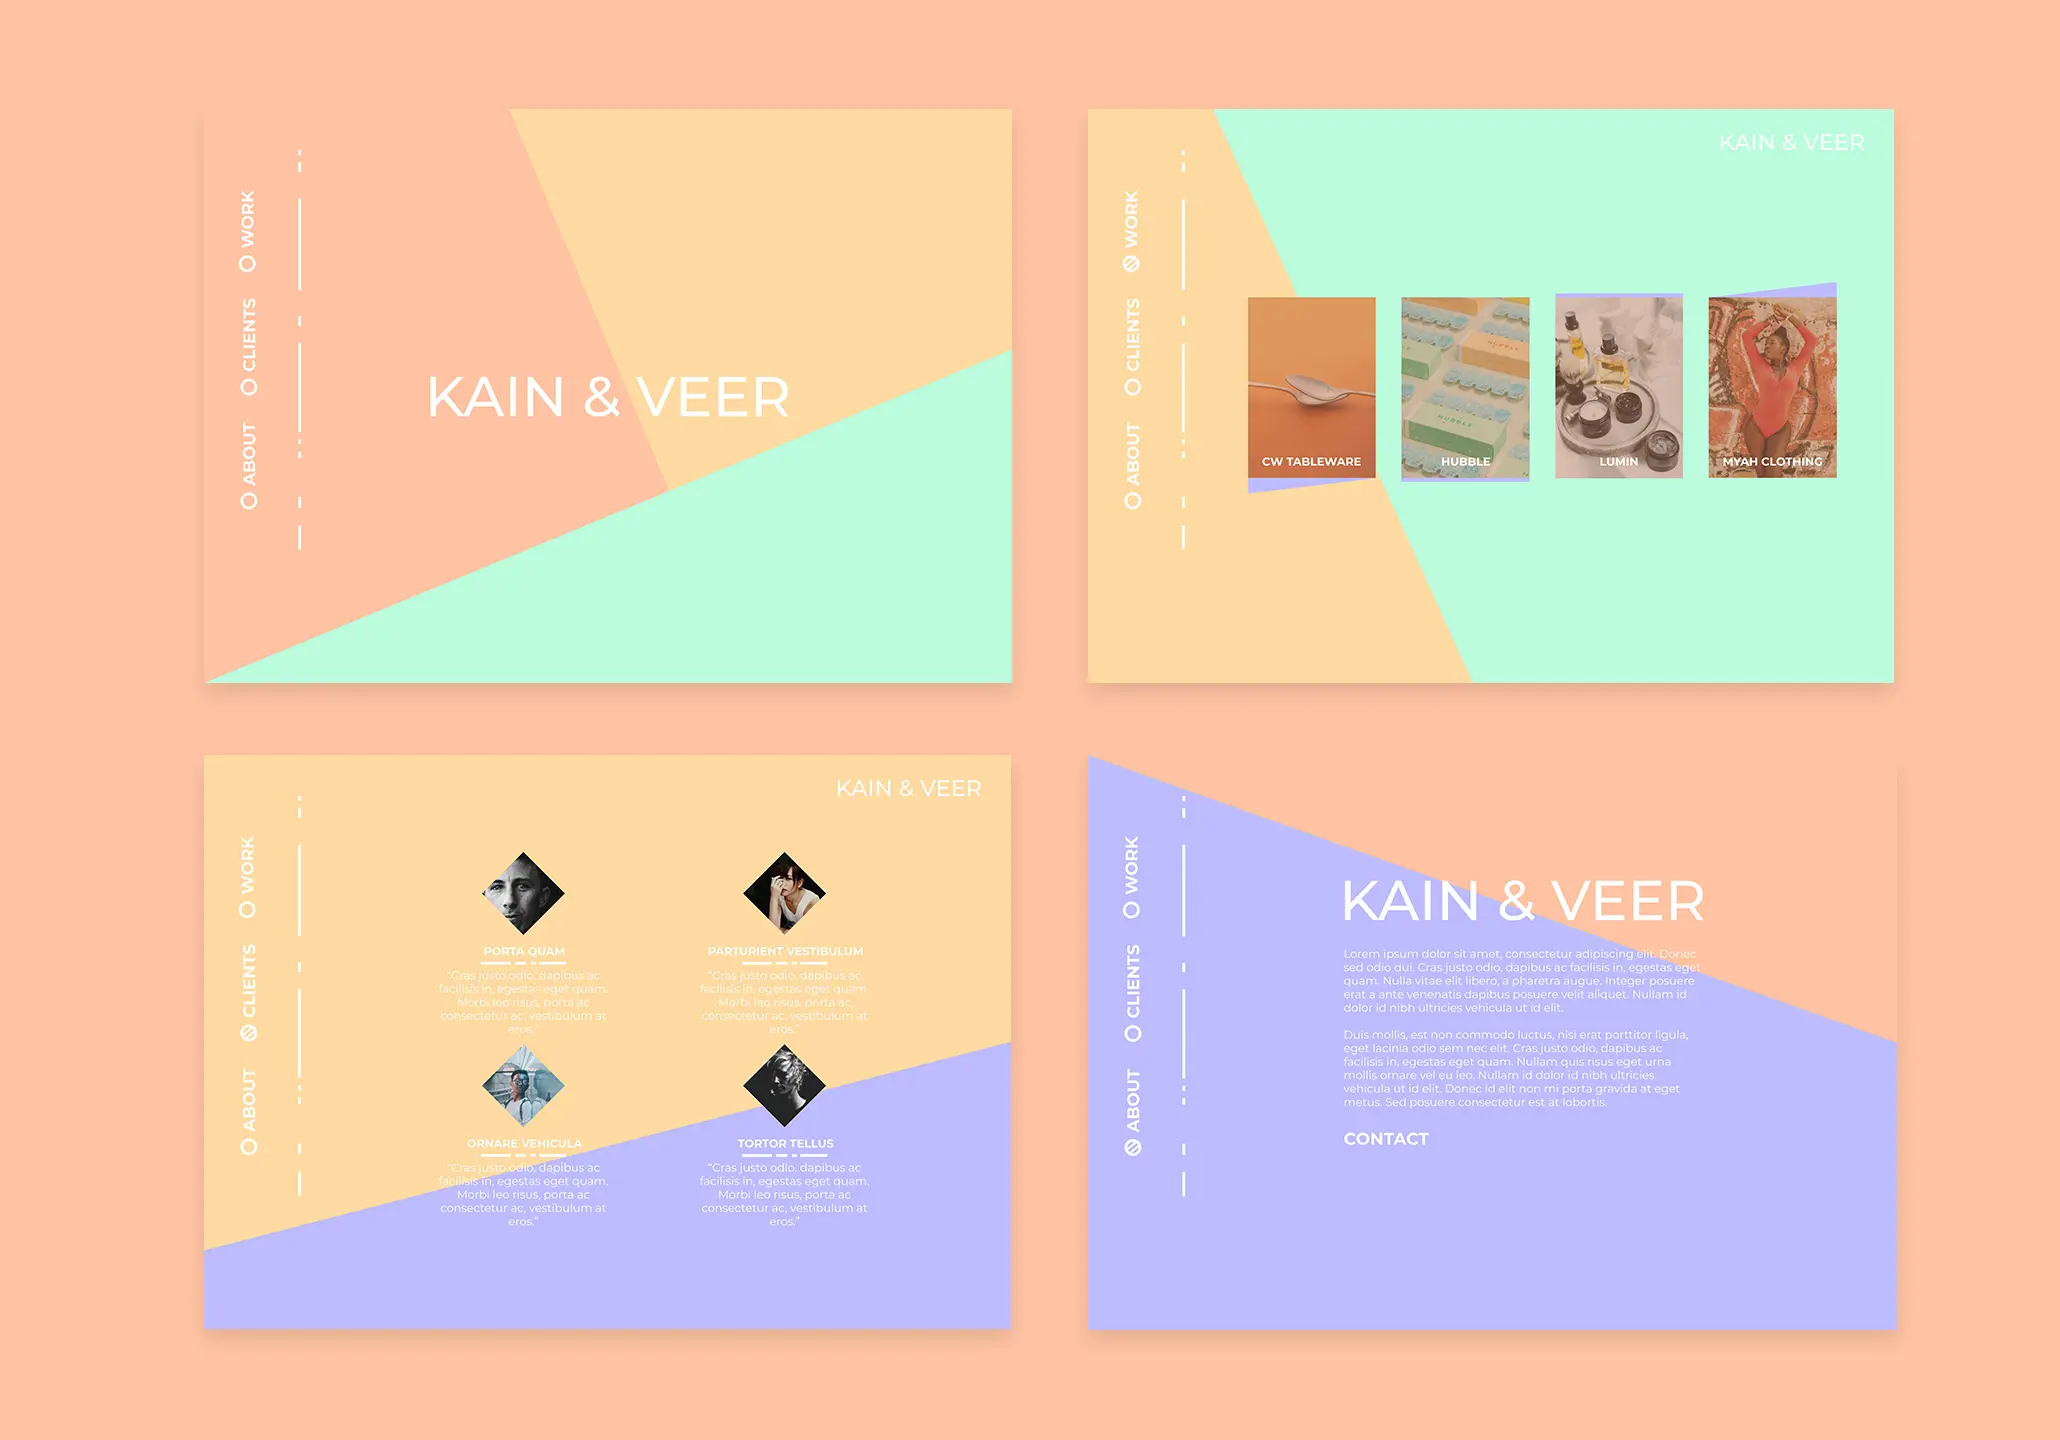 WORK
CLIENTS
ABOUT
KAIN & VEER
KAIN & VEER
WORK
CLIENTS
ABOUT
HUBBLE
HUBBLE
CW TABLEWARE
HUBBLE
LUMIN
MYAH CLOTHING
KAIN & VEER
WORK
CLIENTS
ABOUT
PORTA QUAM
"Cras justo odio, dapibus ac
facilisis in, egestas eget quam.
Morbi leo risus, porta ac
consectetur ac, vestibulum at
eros."
PARTURIENT VESTIBULUM
"Cras justo odio, dapibus ac
facilisis in, egestas eget quam.
Morbi leo risus, porta ac
consectetur ac, vestibulum at
eros."
ORNARE VEHICULA
"Cras justo odio, dapibus ac
facilisis in, egestas eget quam.
Morbi leo risus, porta ac
consectetur ac, vestibulum at
eros."
TORTOR TELLUS
"Cras justo odio, dapibus ac
facilisis in, egestas eget quam.
Morbi leo risus, porta ac
consectetur ac, vestibulum at
eros."
WORK
CLIENTS
ABOUT
KAIN & VEER
Lorem ipsum dolor sit amet, consectetur adipiscing elit. Donec
sed odio dui. Cras justo odio, dapibus ac facilisis in, egestas eget
quam. Nulla vitae elit libero, a pharetra augue. Integer posuere
erat a ante venenatis dapibus posuere velit aliquet. Nullam id
dolor id nibh ultricies vehicula ut id elit.
Duis mollis, est non commodo luctus, nisi erat porttitor ligula,
eget lacinia odio sem nec elit. Cras justo odio, dapibus ac
facilisis in, egestas eget quam. Nullam quis risus eget urna
mollis ornare vel eu leo. Nullam id dolor id nibh ultricies
vehicula ut id elit. Donec id elit non mi porta gravida at eget
metus. Sed posuere consectetur est at lobortis.
CONTACT